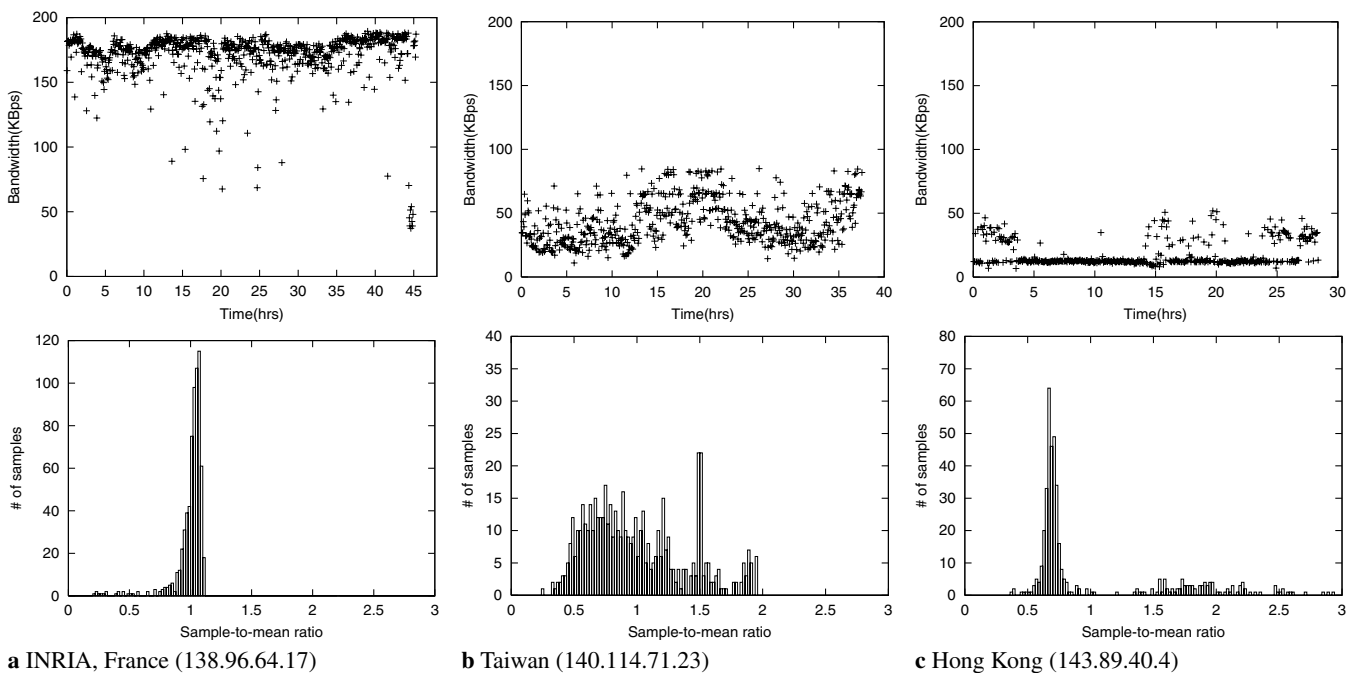 200
150
100
50
0
Bandwidth(KBps)
0 5 10 15 20 25 30 35 40 45
Time(hrs)
200
150
100
50
0
Bandwidth(KBps)
0 5 10 15 20 25 30 35 40
Time(hrs)
200
150
100
50
0
Bandwidth(KBps)
0 5 10 15 20 25 30
Time(hrs)
120
100
80
60
40
20
0
# of samples
0 0.5 1 1.5 2 2.5 3
Sample-to-mean ratio
40
35
30
25
20
15
10
5
0
# of samples
0 0.5 1 1.5 2 2.5 3
Sample-to-mean ratio
80
70
60
50
40
30
20
10
0
# of samples
0 0.5 1 1.5 2 2.5 3
Sample-to-mean ratio
a INRIA, France (138.96.64.17)
b Taiwan (140.114.71.23)
c Hong Kong (143.89.40.4)